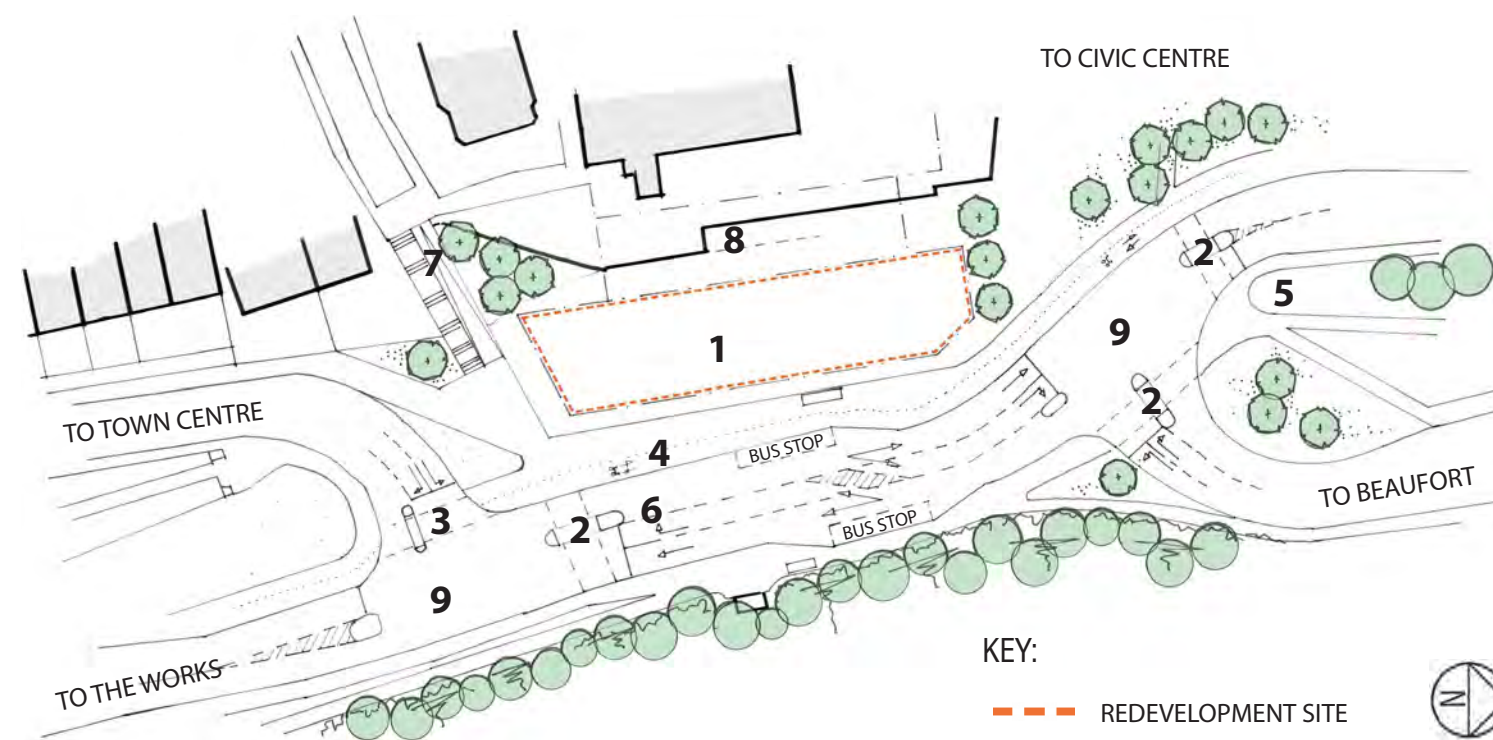 TO CIVIC CENTRE
7
8
2
5
1
9
2
TO TOWN CENTRE
4
BUS STOP
TO BEAUFORT
3
2
6
BUS STOP
9
TO THE WORKS
KEY:
REDEVELOPMENT SITE
N